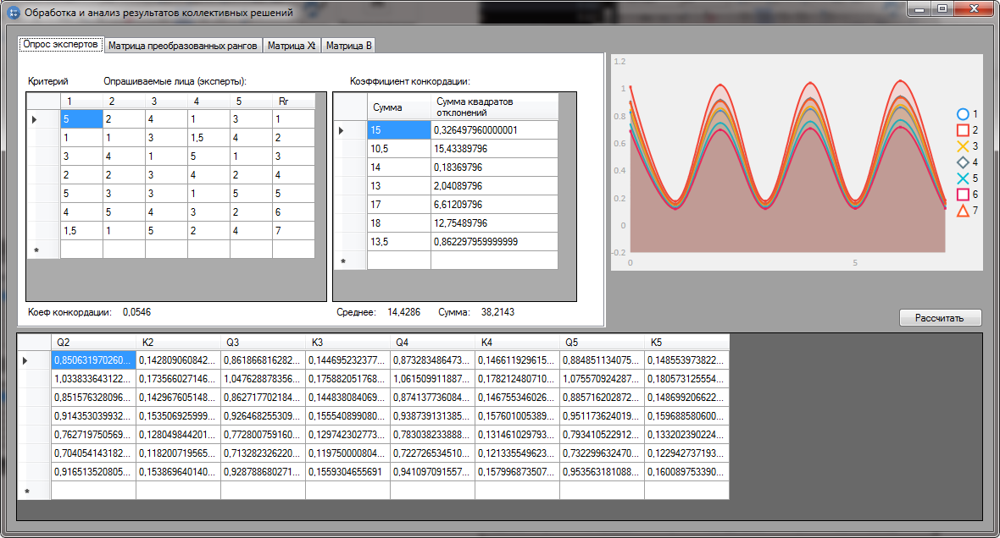 Обработка и анализ результатов коллективных решений
Опрос экспертов Матрица преобразованных рангов Матрица Xt Матрица B
Критерий Опрашиваемые лица (эксперты):
1 2 3 4 5 Rr
5 2 4 1 3 1
1 1 3 1,5 4 2
3 4 1 5 1 3
2 2 3 4 2 4
5 3 3 1 5 5
4 5 4 3 2 6
1,5 1 5 2 4 7
Коеф конкордации: 0,0546
Коэффициент конкордации:
Сумма Сумма квадратов
отклонений
15 0,326497960000001
10,5 15,43389796
14 0,18369796
13 2,04089796
17 6,61209796
18 12,75489796
13,5 0,862297959999999
Среднее: 14,4286 Сумма: 38,2143
1.2
1
0.8
0.6
0.4
0.2
0
-0.2
0 5
1
2
3
4
5
6
7
Рассчитать
Q2 K2 Q3 K3 Q4 K4 Q5 K5
0,850631970260... 0,142809060842... 0,861866816282... 0,144695232377... 0,873283486473... 0,146611929615... 0,884851134075... 0,148553973822...
1,033833643122... 0,173566027146... 1,047628878356... 0,175882051768... 1,061509911887... 0,178212480710... 1,075570924287... 0,180573125554...
0,851576328096... 0,142967605148... 0,862717702184... 0,144838084069... 0,874137736084... 0,146755346026... 0,885716202872... 0,148699206622...
0,914353039932... 0,153506925999... 0,926468255309... 0,155540899080... 0,938739131385... 0,157601005389... 0,951173624019... 0,159688580600...
0,762719750569... 0,128049844201... 0,772800759160... 0,129742302773... 0,783038233888... 0,131461029793... 0,793410522912... 0,133202390224...
0,704054143182... 0,118200719565... 0,713282326220... 0,119750000804... 0,722726534510... 0,121335549623... 0,732299632470... 0,122942737193...
0,916513520805... 0,153869640140... 0,928788680271... 0,1559304655691 0,941097091557... 0,157996873507... 0,953563181088... 0,160089753390...